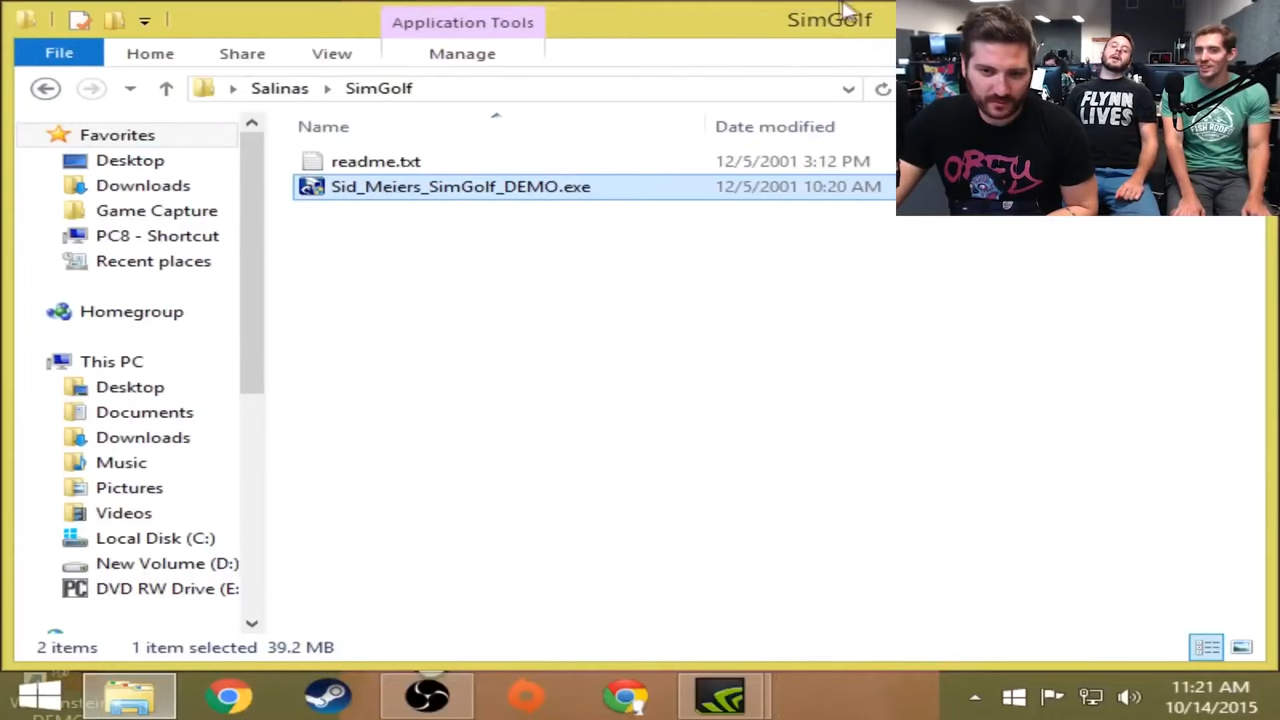 SimGolf
Application Tools
File
Home
Share
View
Manage
Salinas
SimGolf
Name
Date modified
readme.txt
12/5/2001 3:12 PM
Sid_Meiers_SimGolf_DEMO.exe
12/5/2001 10:20 AM
Favorites
Desktop
Downloads
Game Capture
PC8 - Shortcut
Recent places
Homegroup
This PC
Desktop
Documents
Downloads
Music
Pictures
Videos
Local Disk (C:)
New Volume (D:)
DVD RW Drive (E:
2 items
1 item selected 39.2 MB
OBEY
FLYNN
LIVES
11:21 AM
10/14/2015